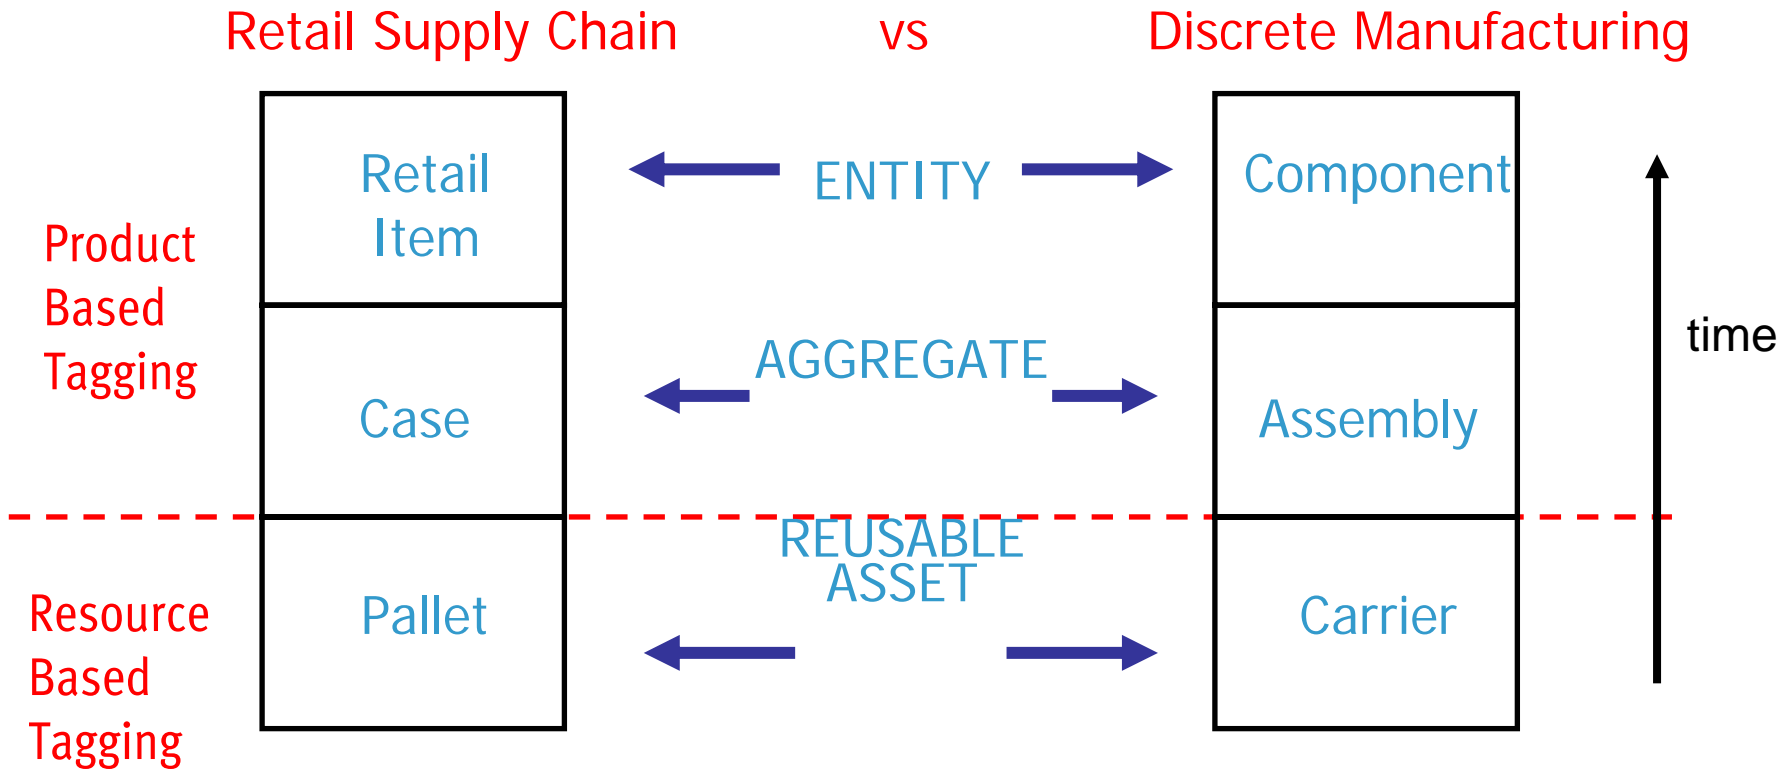 Retail Supply Chain vs Discrete Manufacturing
Product
Based
Tagging
Retail
Item
ENTITY
Component
Case
AGGREGATE
Assembly
time
Resource
Based
Tagging
Pallet
REUSABLE
ASSET
Carrier